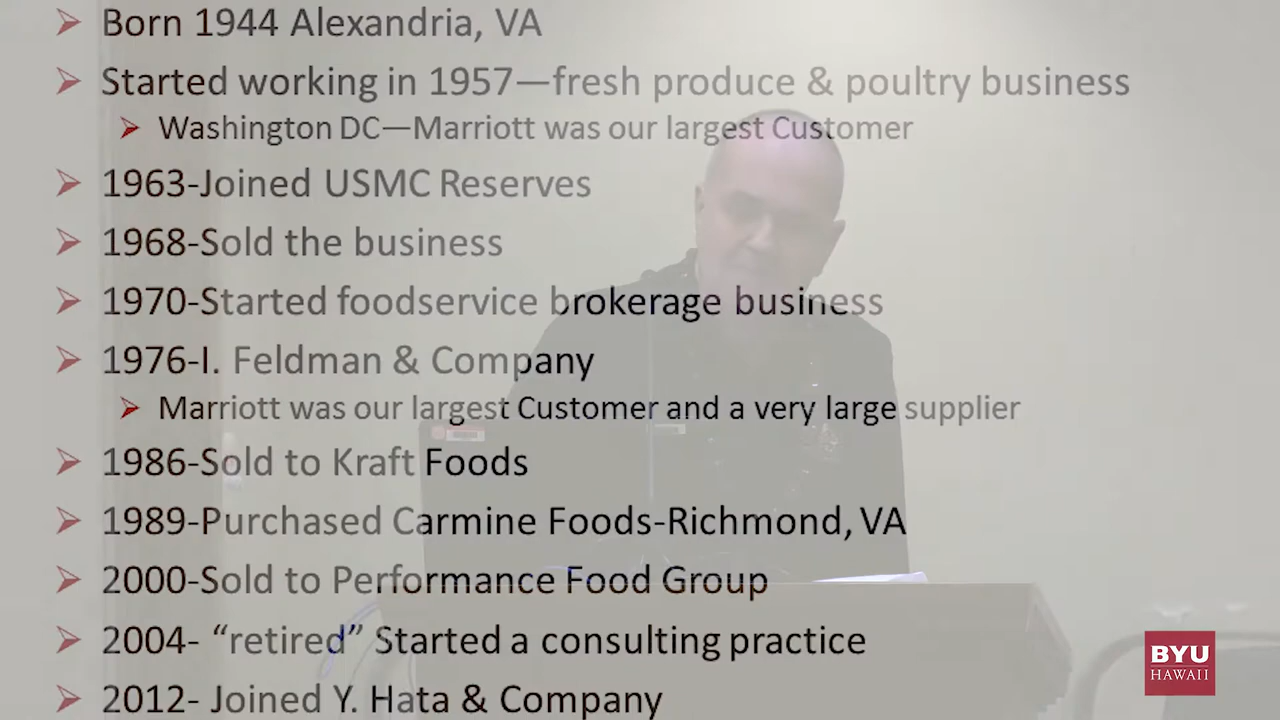 Born 1944 Alexandria, VA
Started working in 1957—fresh produce & poultry business
Washington DC—Marriott was our largest Customer
1963-Joined USMC Reserves
1968-Sold the business
1970-Started foodservice brokerage business
1976-I. Feldman & Company
Marriott was our largest Customer and a very large supplier
1986-Sold to Kraft Foods
1989-Purchased Carmine Foods-Richmond, VA
2000-Sold to Performance Food Group
2004- “retired” Started a consulting practice
2012- Joined Y. Hata & Company
BYU
HAWAII